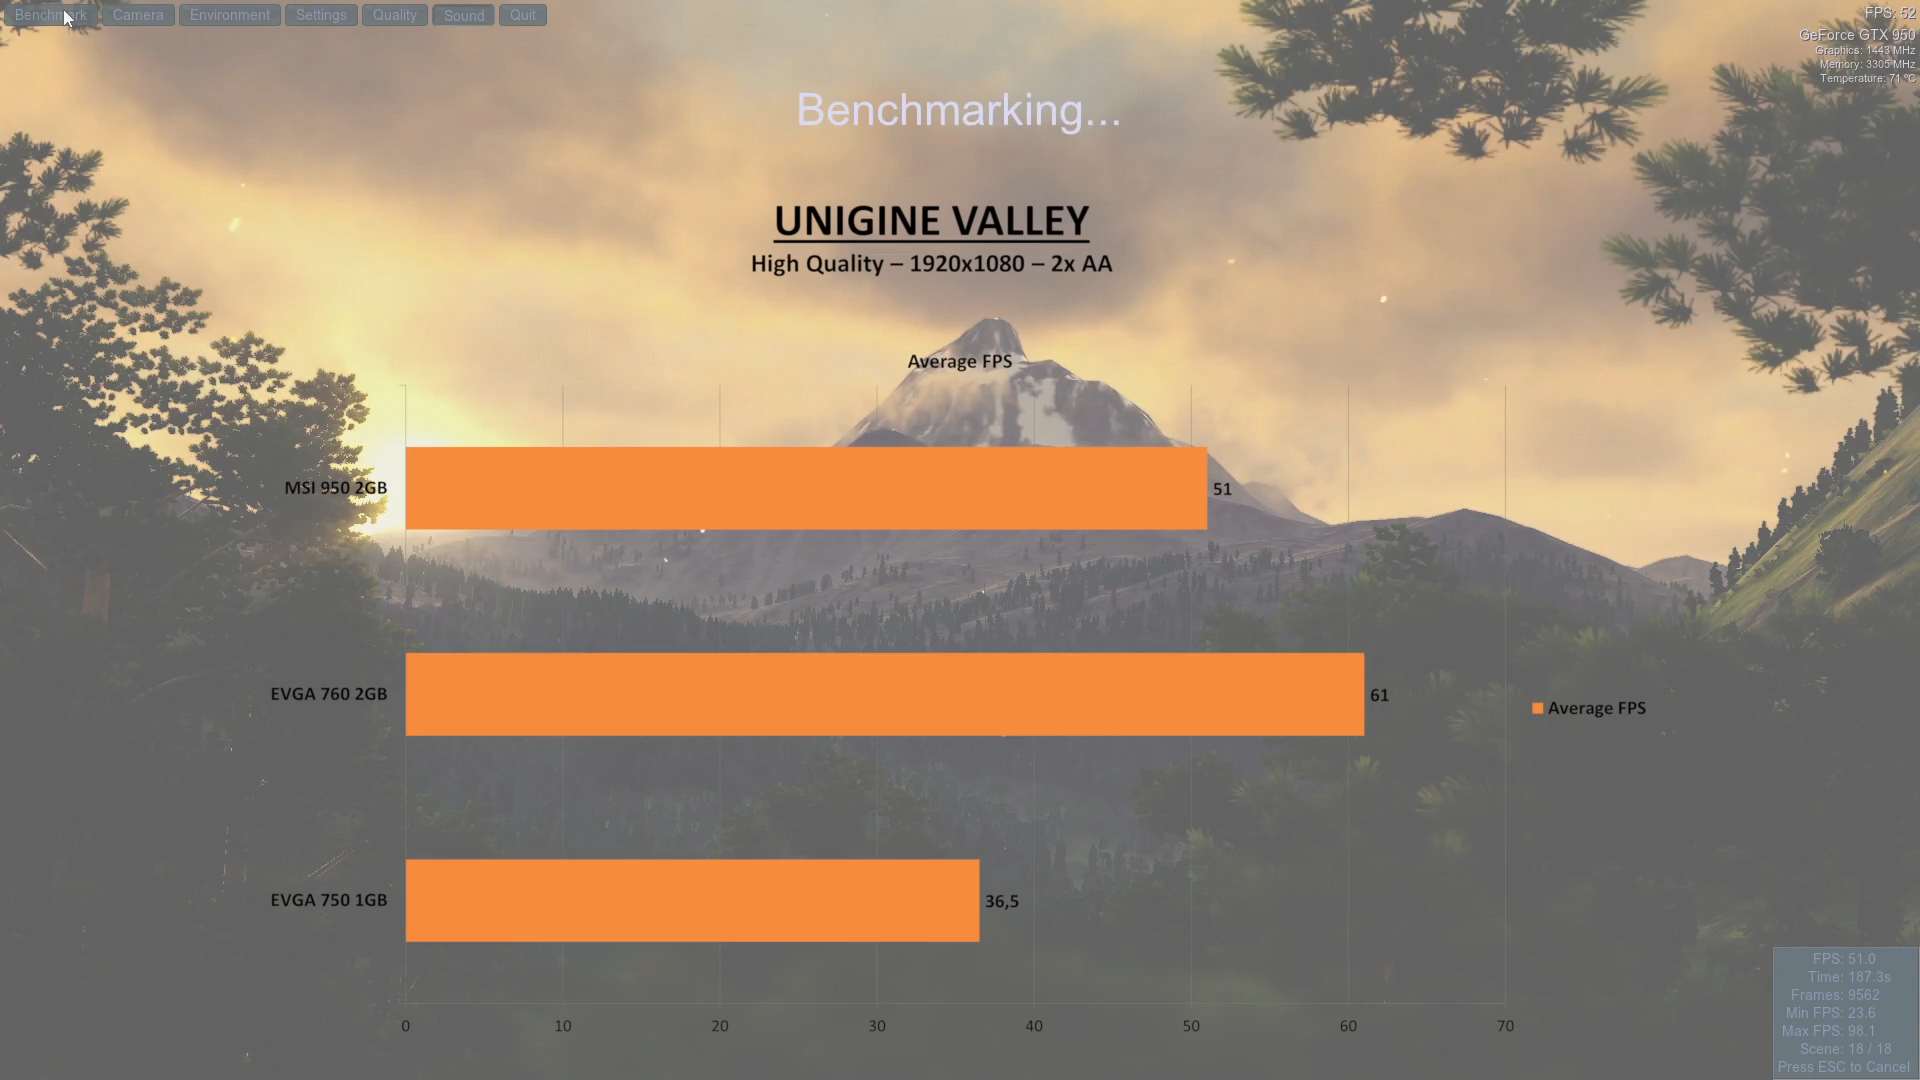 Benchmark Camera Environment Settings Quality Sound Quit
FPS: 52
GeForce GTX 950
Graphics: 1443 MHz
Memory: 3305 MHz
Temperature: 71 °C
Benchmarking...
UNIGINE VALLEY
High Quality – 1920x1080 – 2x AA
Average FPS
MSI 950 2GB 51
EVGA 760 2GB 61
Average FPS
EVGA 750 1GB 36,5
0 10 20 30 40 50 60 70
FPS: 51.0
Time: 187.3s
Frames: 9562
Min FPS: 23.6
Max FPS: 98.1
Scene: 18 / 18
Press ESC to Cancel